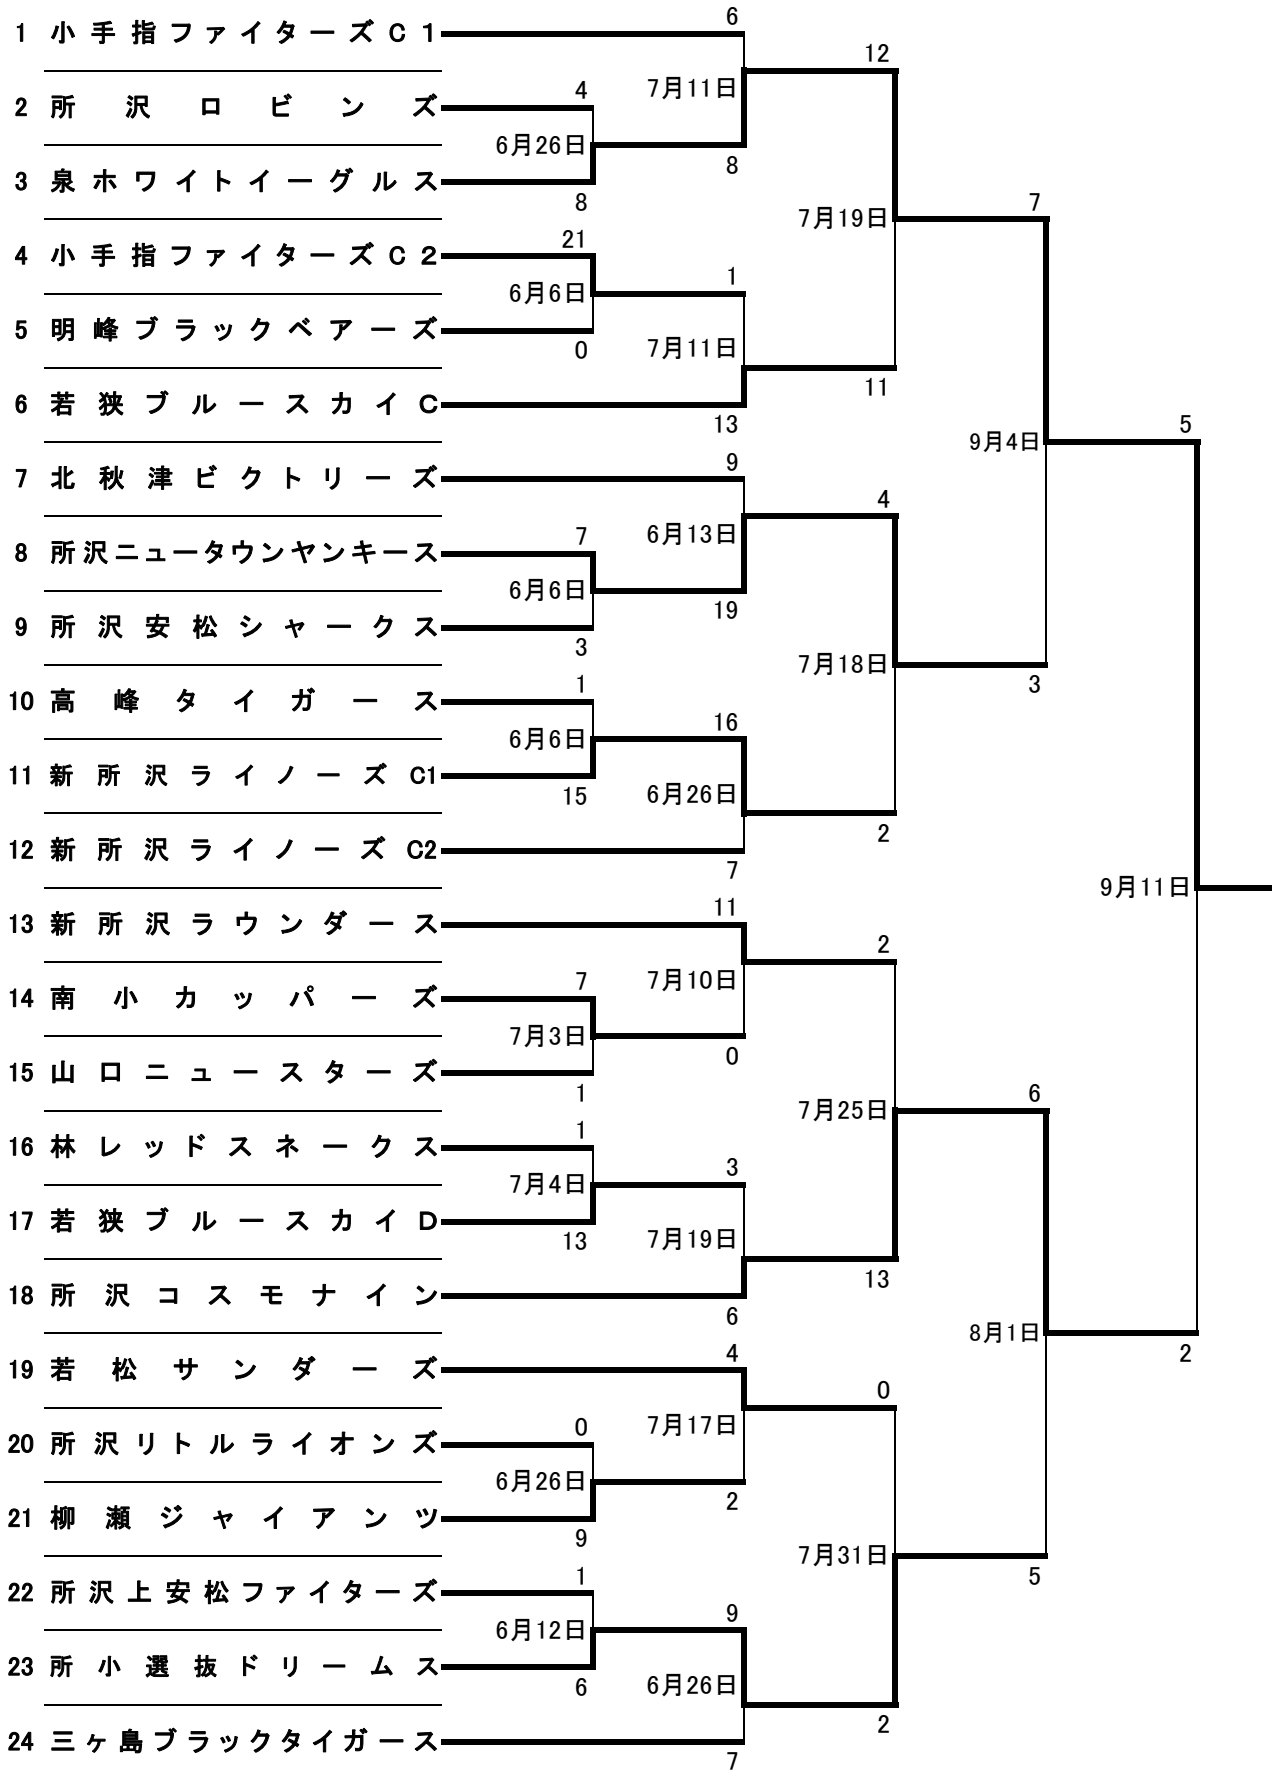 6
1 小手指ファイターズC1
12
4
7月11日
2 所沢ロビンズ
6月26日
8
3 泉ホワイトイーグルス
8
7
7月19日
21
4 小手指ファイターズC2
1
6月6日
5 明峰ブラックベアーズ
0
7月11日
11
6 若狭ブルースカイC
13
5
9月4日
9
7 北秋津ビクトリーズ
4
7
6月13日
8 所沢ニュータウンヤンキース
6月6日
19
9 所沢安松シャークス
3
7月18日
3
1
10 高峰タイガース
16
6月6日
11 新所沢ライノーズC1
15
6月26日
2
12 新所沢ライノーズC2
7
9月11日
11
13 新所沢ラウンダース
2
7
7月10日
14 南小カッパーズ
7月3日
0
15 山口ニュースターズ
1
6
7月25日
1
16 林レッドスネークス
3
7月4日
17 若狭ブルースカイD
13
7月19日
13
18 所沢コスモナイン
6
8月1日
2
4
19 若松サンダーズ
0
0
7月17日
20 所沢リトルライオンズ
6月26日
2
21 柳瀬ジャイアンツ
9
7月31日
5
1
22 所沢上安松ファイターズ
9
6月12日
23 所小選抜ドリームス
6
6月26日
2
24 三ヶ島ブラックタイガース
7